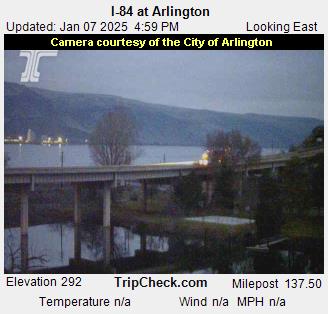 I-84 at Arlington
Updated: Jan 07 2025 4:59 PM Looking East
Camera courtesy of the City of Arlington
Elevation 292 TripCheck.com Milepost 137.50
Temperature n/a Wind n/a MPH n/a